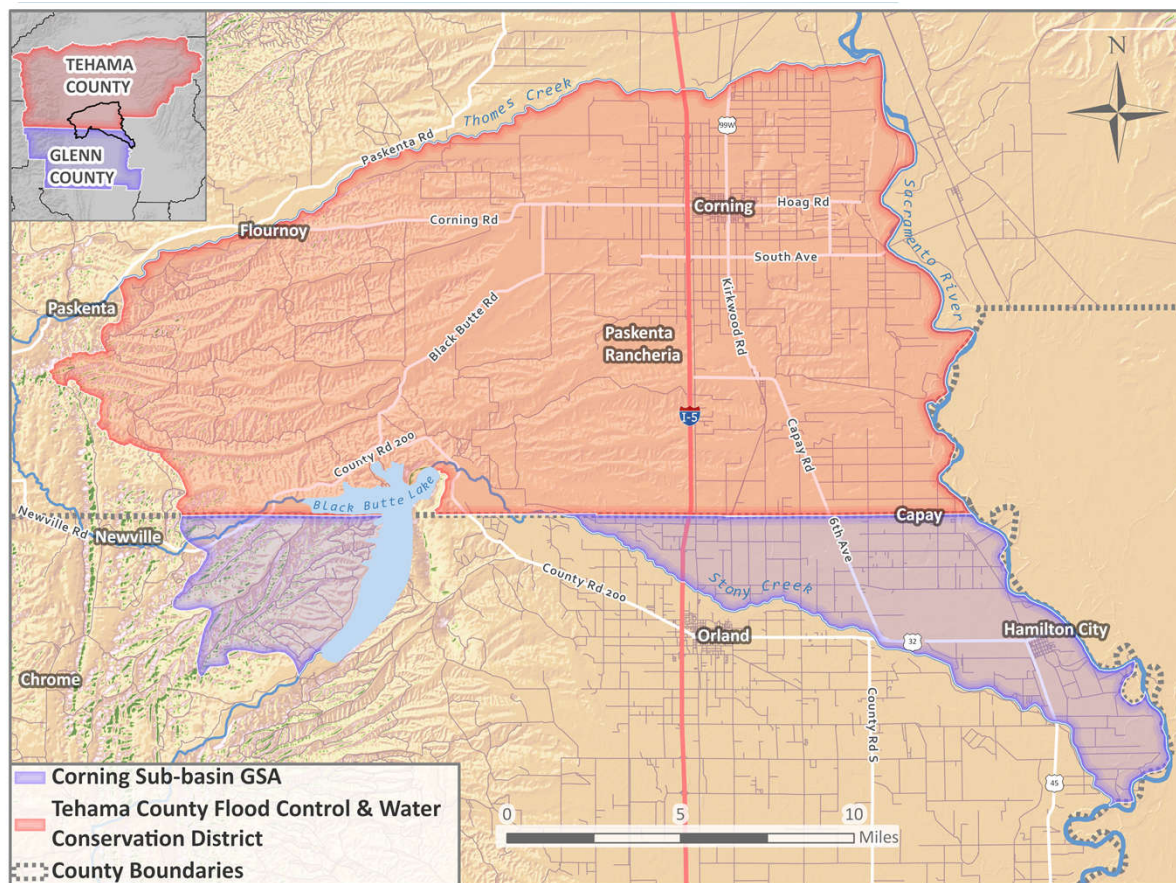 TEHAMA
COUNTY
GLENN
COUNTY
N
Thomes Creek
Paskenta Rd
99W
Corning
Hoag Rd
Corning Rd
Flournoy
Sacramento River
South Ave
Paskenta
Kirkwood Rd
Black Butte Rd
Paskenta
Rancheria
I-5
Capay Rd
County Rd 200
Black Butte Lake
Newville Rd
Newville
Capay
6th Ave
County Rd 200
Stony Creek
Orland
32
Hamilton City
Chrome
County Rd S
45
Corning Sub-basin GSA
Tehama County Flood Control & Water
Conservation District
County Boundaries
0 5 10
Miles